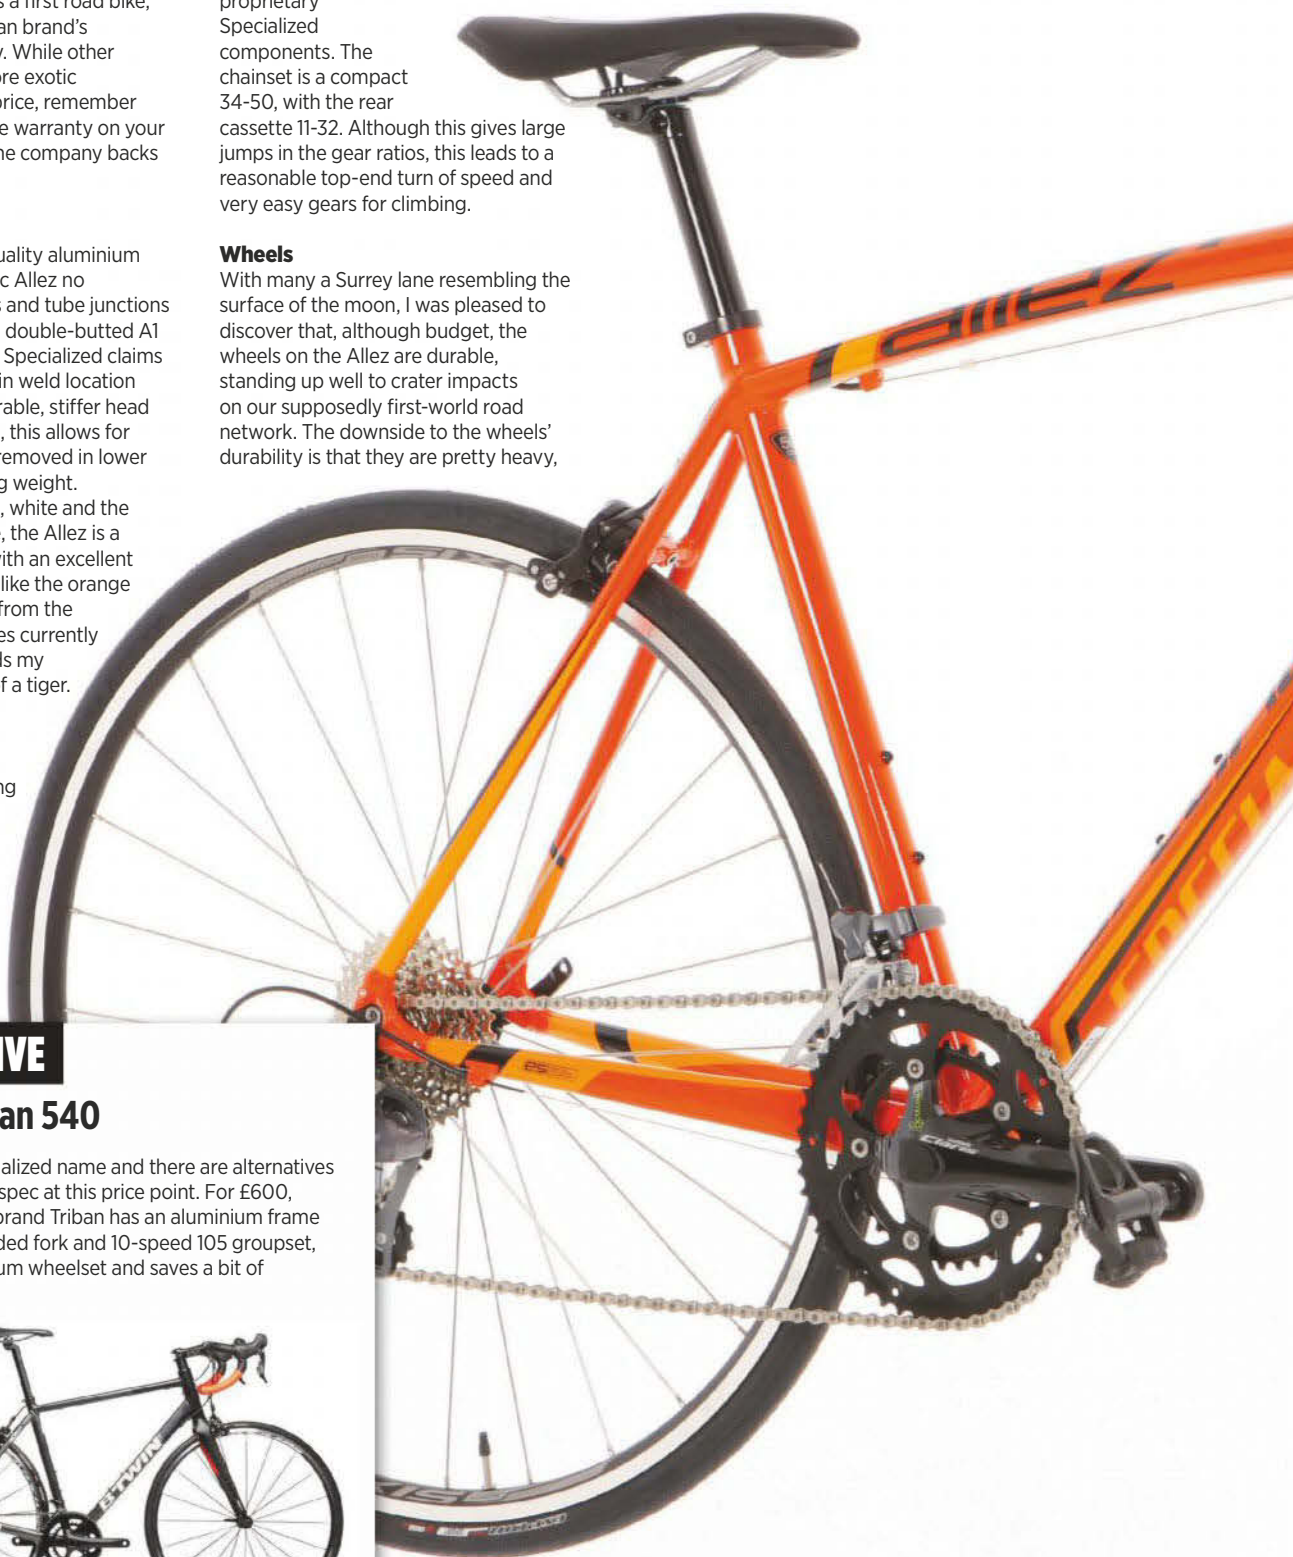 s a first road bike,
an brand's
. While other
re exotic
price, remember
e warranty on your
he company backs
uality aluminium
c Allez no
s and tube junctions
double-butted A1
Specialized claims
in weld location
rable, stiffer head
, this allows for
removed in lower
g weight.
, white and the
, the Allez is a
with an excellent
like the orange
from the
es currently
ds my
f a tiger.
ng
proprietary
Specialized
components. The
chainset is a compact
34-50, with the rear
cassette 11-32. Although this gives large
jumps in the gear ratios, this leads to a
reasonable top-end turn of speed and
very easy gears for climbing.
Wheels
With many a Surrey lane resembling the
surface of the moon, I was pleased to
discover that, although budget, the
wheels on the Allez are durable,
standing up well to crater impacts
on our supposedly first-world road
network. The downside to the wheels'
durability is that they are pretty heavy,
allez
AXIS
IVE
an 540
alized name and there are alternatives
spec at this price point. For £600,
brand Triban has an aluminium frame
ded fork and 10-speed 105 groupset,
um wheelset and saves a bit of
B'TWIN